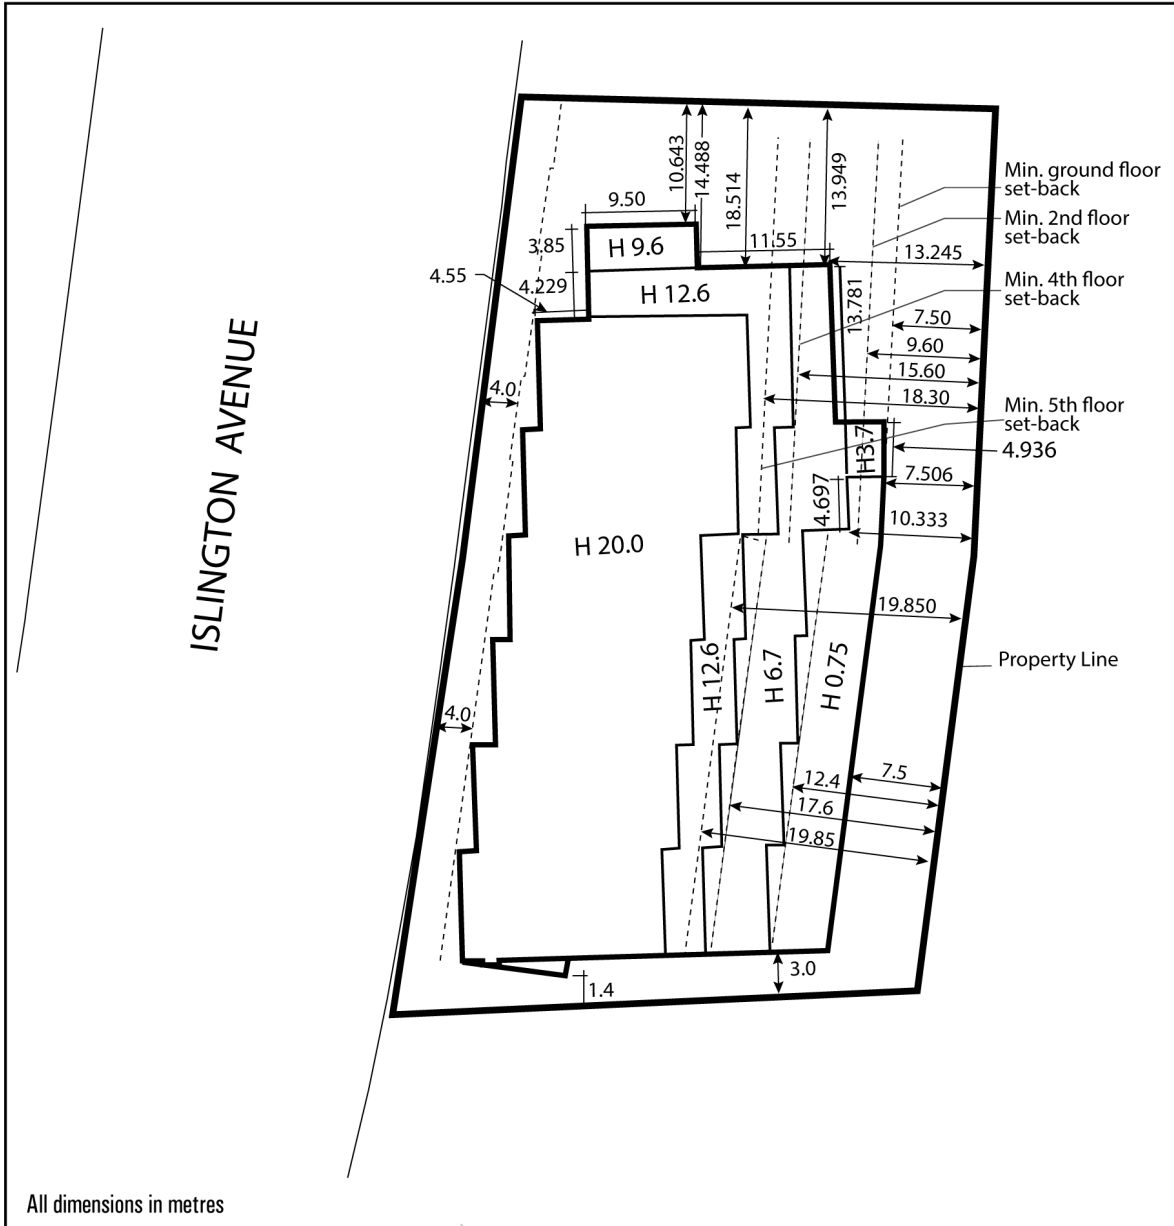 10.643
14.488
18.514
13.949
Min. ground floor
set-back
9.50
Min. 2nd floor
set-back
3.85
H 9.6
11.55
13.245
4.55
4.229
H 12.6
13.781
Min. 4th floor
set-back
7.50
9.60
15.60
4.0
18.30
Min. 5th floor
set-back
H3.7
4.936
7.506
4.697
10.333
ISLINGTON AVENUE
H 20.0
19.850
H 12.6
H 6.7
H 0.75
Property Line
4.0
7.5
12.4
17.6
19.85
3.0
1.4
All dimensions in metres